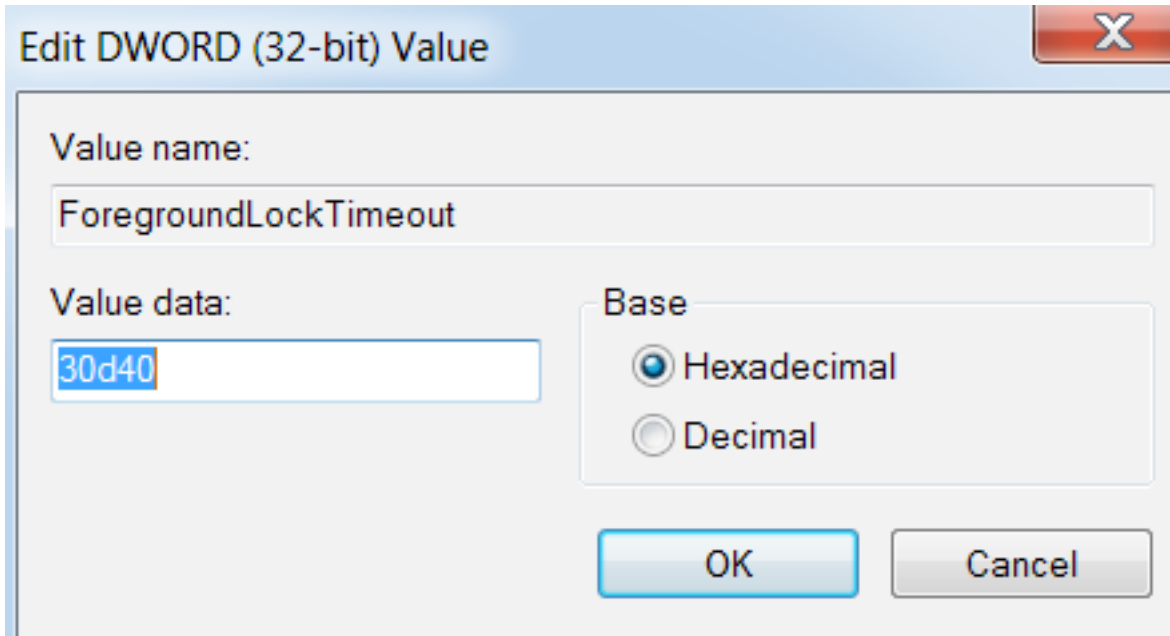 Edit DWORD (32-bit) Value
X
Value name:
ForegroundLockTimeout
Value data:
30d40
Base
Hexadecimal
Decimal
OK
Cancel